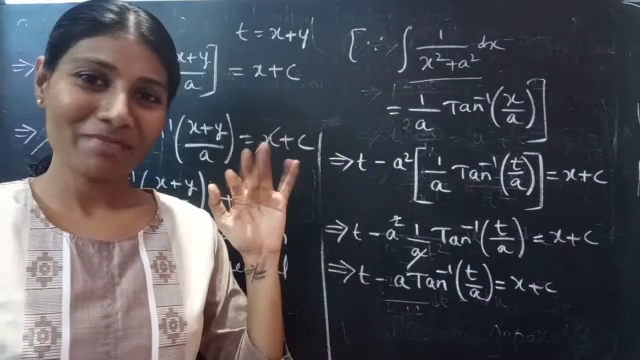 t = x+y
x+y/a ] = x+c
(x+y/a) = x+c
(x+y/a)
[∵ ∫ 1/x²+a² dx
= 1/a Tan⁻¹(x/a)]
⇒ t - a² [1/a Tan⁻¹(t/a)] = x+c
⇒ t - a² 1/a Tan⁻¹(t/a) = x+c
⇒ t - a Tan⁻¹(t/a) = x+c